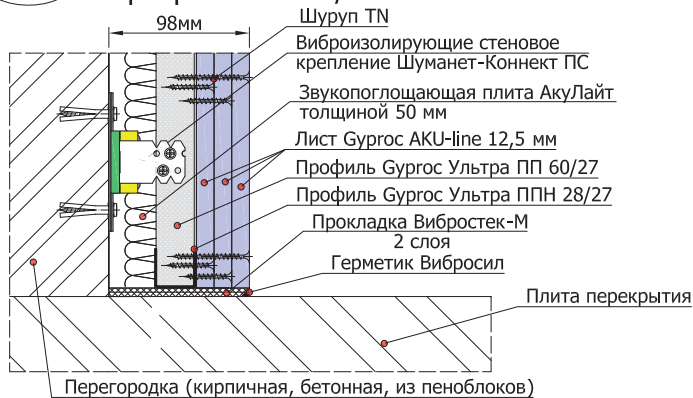 98мм
Шуруп TN
Виброизолирующие стеновое
крепление Шуманет-Коннект ПС
Звукопоглощающая плита АкуЛайт
толщиной 50 мм
Лист Gyproc AKU-line 12,5 мм
Профиль Gyproc Ультра ПП 60/27
Профиль Gyproc Ультра ППН 28/27
Прокладка Вибростек-М
2 слоя
Герметик Вибросил
Плита перекрытия
Перегородка (кирпичная, бетонная, из пеноблоков)